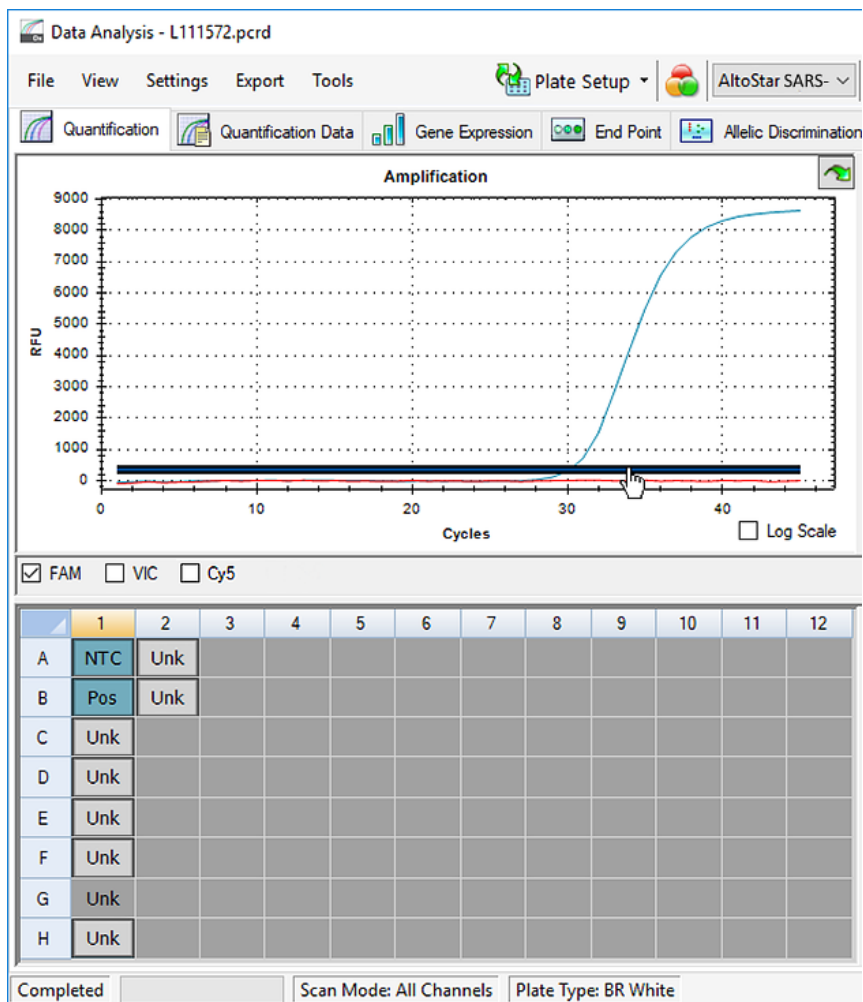 Data Analysis - L111572.pcrd
File View Settings Export Tools Plate Setup AltoStar SARS-
Quantification Quantification Data Gene Expression End Point Allelic Discrimination
Amplification
9000
8000
7000
6000
5000
4000
3000
2000
1000
0
RFU
0 10 20 30 40
Cycles
Log Scale
FAM VIC Cy5
1 2 3 4 5 6 7 8 9 10 11 12
A NTC Unk
B Pos Unk
C Unk
D Unk
E Unk
F Unk
G Unk
H Unk
Completed Scan Mode: All Channels Plate Type: BR White